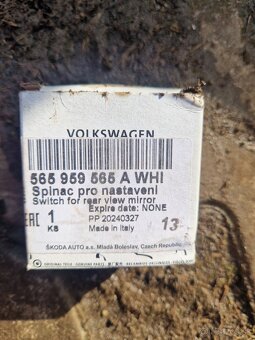 VOLKSWAGEN
565 959 565 A WHI
Spinac pro nastaveni
Switch for rear view mirror
Expire date: NONE
EAC 1 PP 20240327 13
KS Made in Italy
ŠKODA AUTO a.s. Mladá Boleslav, Czech Republic